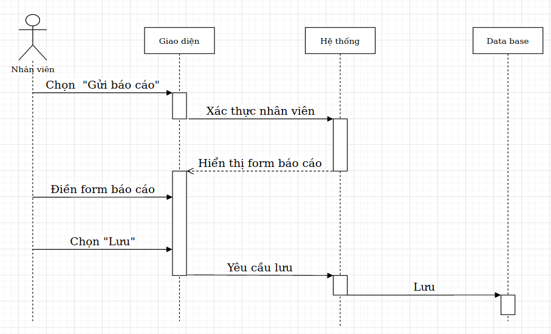 Giao diện
Hệ thống
Data base
Nhân viên
Chọn "Gửi báo cáo"
Xác thực nhân viên
Hiển thị form báo cáo
Điền form báo cáo
Chọn "Lưu"
Yêu cầu lưu
Lưu